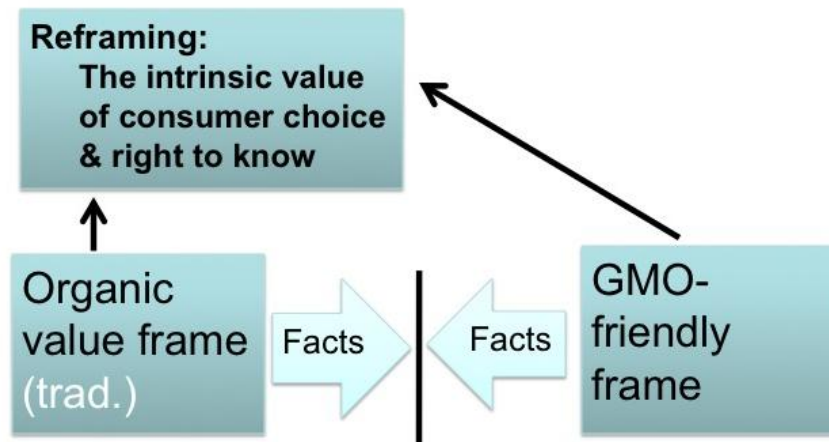 Reframing:
The intrinsic value
of consumer choice
& right to know
Organic
value frame
(trad.)
Facts
Facts
GMO-
friendly
frame